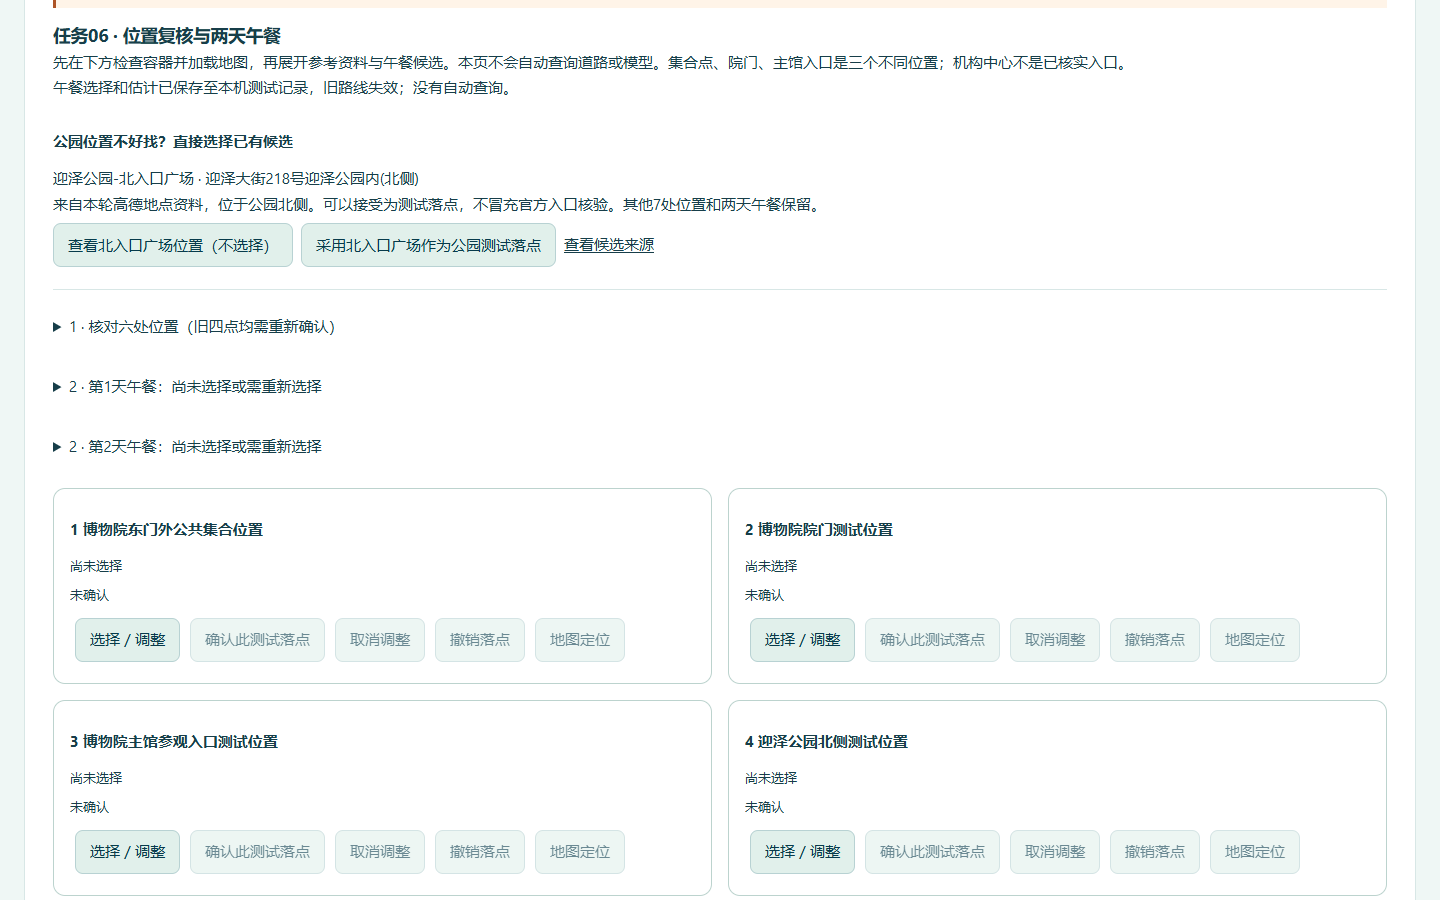 任务06 · 位置复核与两天午餐
先在下方检查容器并加载地图，再展开参考资料与午餐候选。本页不会自动查询道路或模型。集合点、院门、主馆入口是三个不同位置；机构中心不是已核实入口。
午餐选择和估计已保存至本机测试记录，旧路线失效；没有自动查询。
公园位置不好找？直接选择已有候选
迎泽公园-北入口广场 · 迎泽大街218号迎泽公园内(北侧)
来自本轮高德地点资料，位于公园北侧。可以接受为测试落点，不冒充官方入口核验。其他7处位置和两天午餐保留。
查看北入口广场位置（不选择） 采用北入口广场作为公园测试落点 查看候选来源
▶ 1 · 核对六处位置（旧四点均需重新确认）
▶ 2 · 第1天午餐：尚未选择或需重新选择
▶ 2 · 第2天午餐：尚未选择或需重新选择
1 博物院东门外公共集合位置
尚未选择
未确认
选择 / 调整 确认此测试落点 取消调整 撤销落点 地图定位
2 博物院院门测试位置
尚未选择
未确认
选择 / 调整 确认此测试落点 取消调整 撤销落点 地图定位
3 博物院主馆参观入口测试位置
尚未选择
未确认
选择 / 调整 确认此测试落点 取消调整 撤销落点 地图定位
4 迎泽公园北侧测试位置
尚未选择
未确认
选择 / 调整 确认此测试落点 取消调整 撤销落点 地图定位